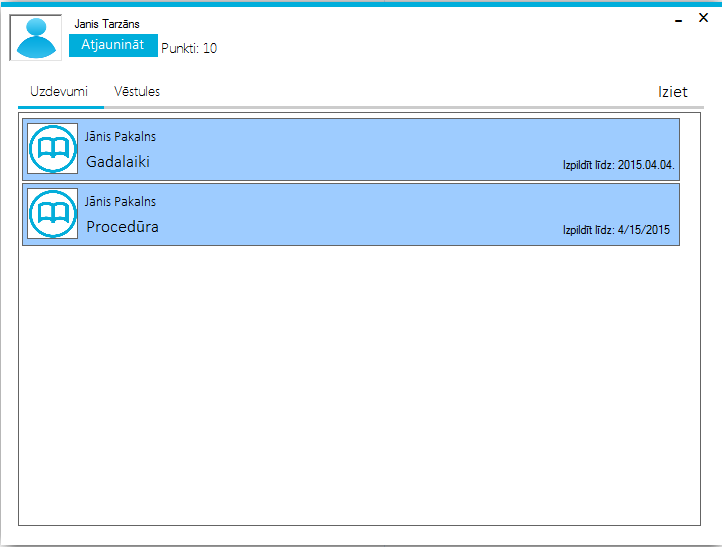 Janis Tarzāns
Atjaunināt
Punkti: 10
Uzdevumi
Vēstules
Iziet
Jānis Pakalns
Gadalaiki
Izpildīt līdz: 2015.04.04.
Jānis Pakalns
Procedūra
Izpildīt līdz: 4/15/2015